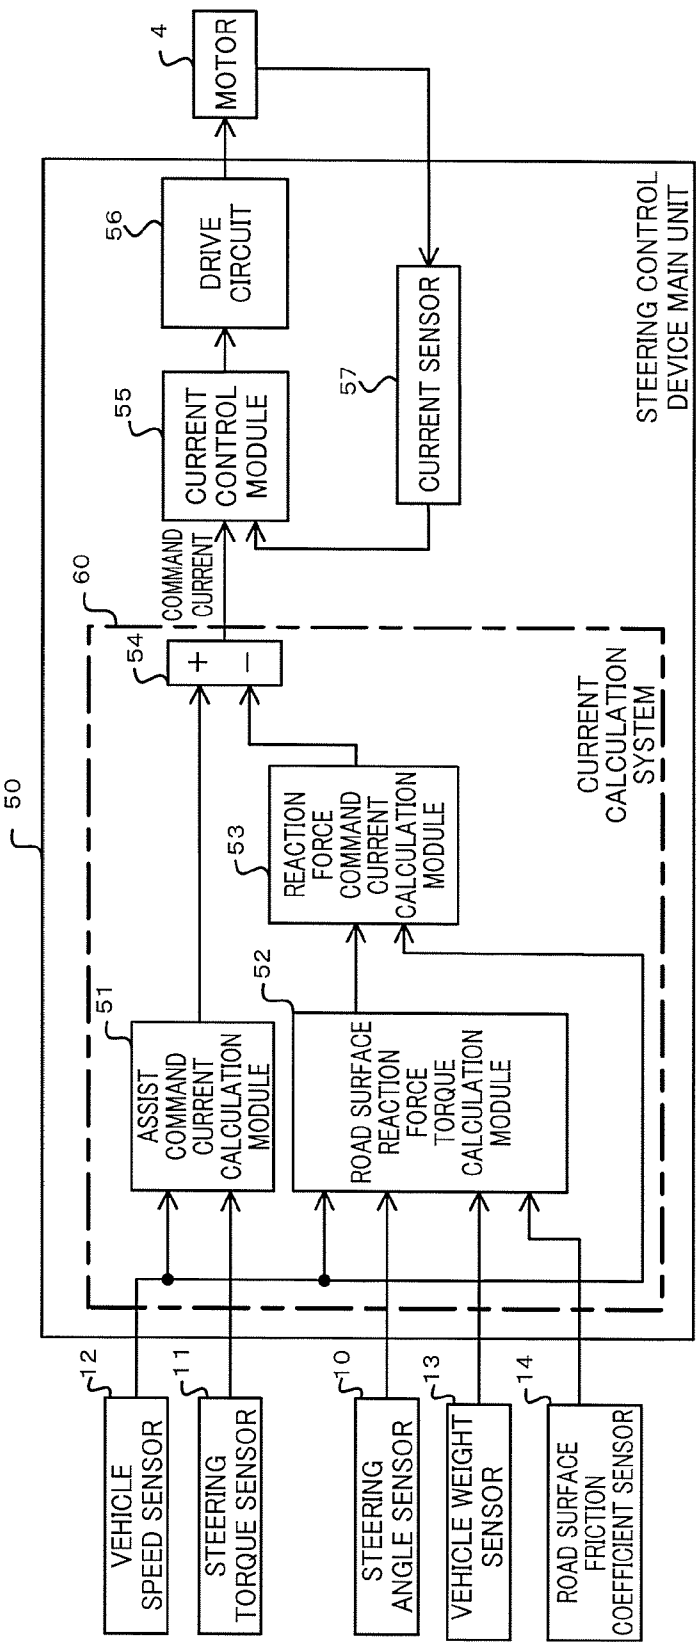 50
12
VEHICLE
SPEED SENSOR
11
STEERING
TORQUE SENSOR
10
STEERING
ANGLE SENSOR
13
VEHICLE WEIGHT
SENSOR
14
ROAD SURFACE
FRICTION
COEFFICIENT SENSOR
51
ASSIST
COMMAND
CURRENT
CALCULATION
MODULE
52
ROAD SURFACE
REACTION
FORCE
TORQUE
CALCULATION
MODULE
53
REACTION
FORCE
COMMAND
CURRENT
CALCULATION
MODULE
54
+
−
60
CURRENT
CALCULATION
SYSTEM
COMMAND
CURRENT
55
CURRENT
CONTROL
MODULE
56
DRIVE
CIRCUIT
57
CURRENT SENSOR
4
MOTOR
STEERING CONTROL
DEVICE MAIN UNIT